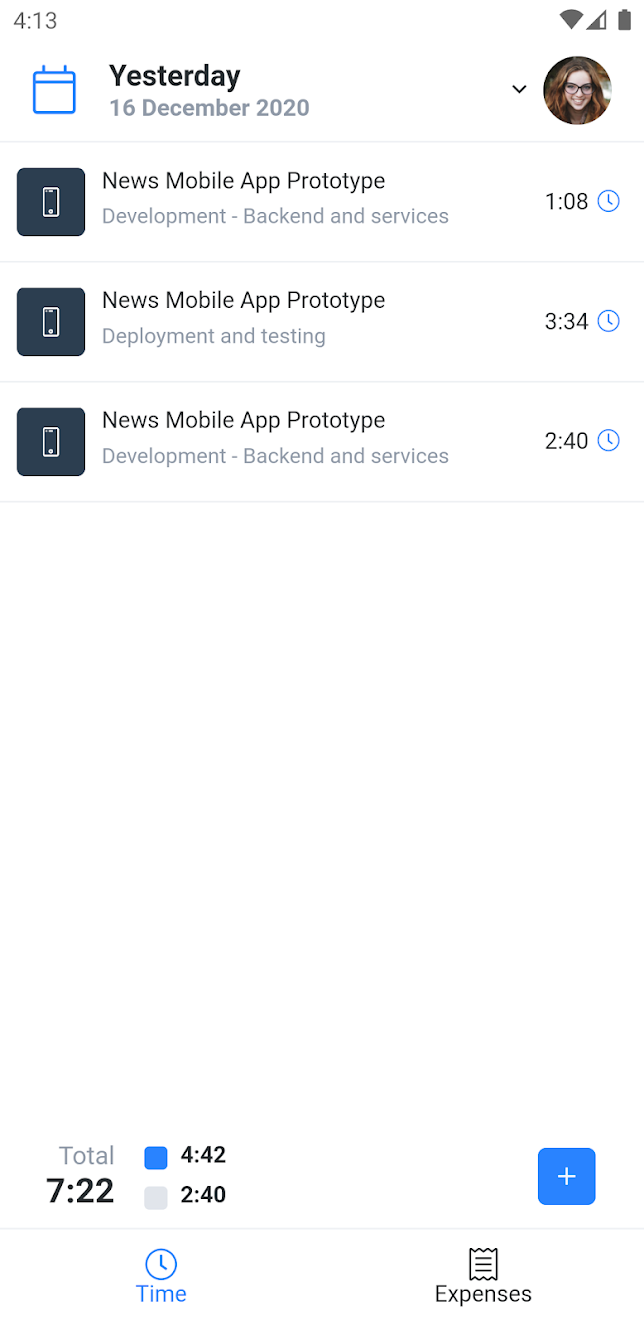 4:13
Yesterday
16 December 2020
News Mobile App Prototype
Development - Backend and services
1:08
News Mobile App Prototype
Deployment and testing
3:34
News Mobile App Prototype
Development - Backend and services
2:40
Total
7:22
4:42
2:40
+
Time
Expenses